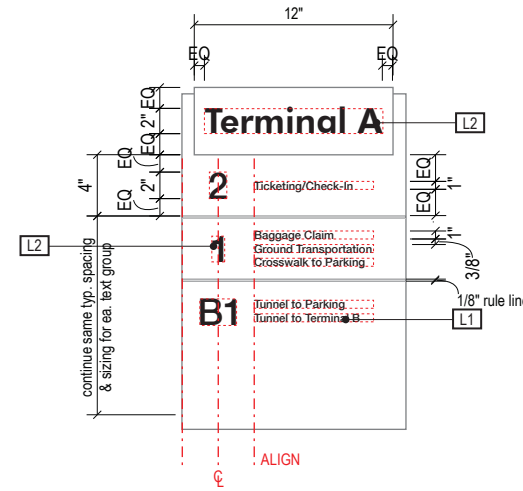 12"
EQ EQ
EQ
2"
EQ
Terminal A
L2
4"
EQ
2"
EQ
2
Ticketing/Check-In
EQ
1"
EQ
L2
1
Baggage Claim
Ground Transportation
Crosswalk to Parking
1"
3/8"
1/8" rule line
continue same typ. spacing
& sizing for ea. text group
B1
Tunnel to Parking
Tunnel to Terminal B
L1
ALIGN
CL